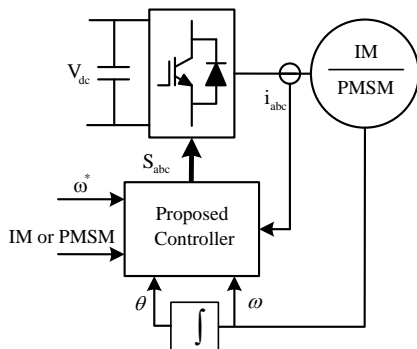 IM
PMSM
V_dc
i_abc
S_abc
ω*
Proposed
Controller
IM or PMSM
θ
ω
∫